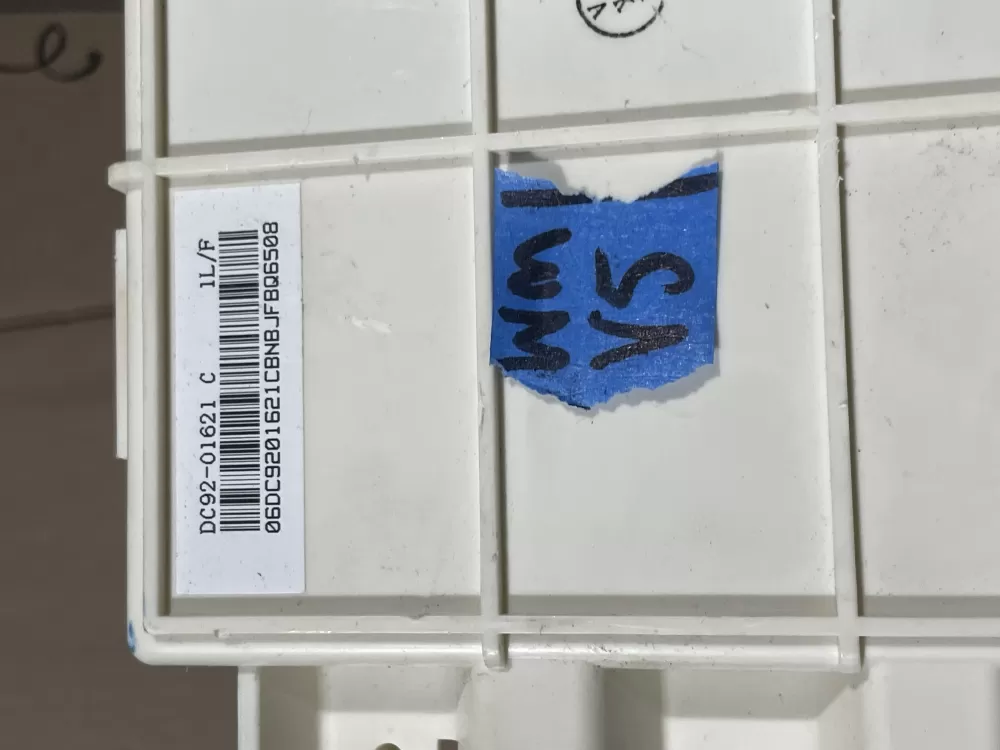 DC92-01621 C 1L/F
06DC9201621CBNBJFBQ6508
Wm
V5